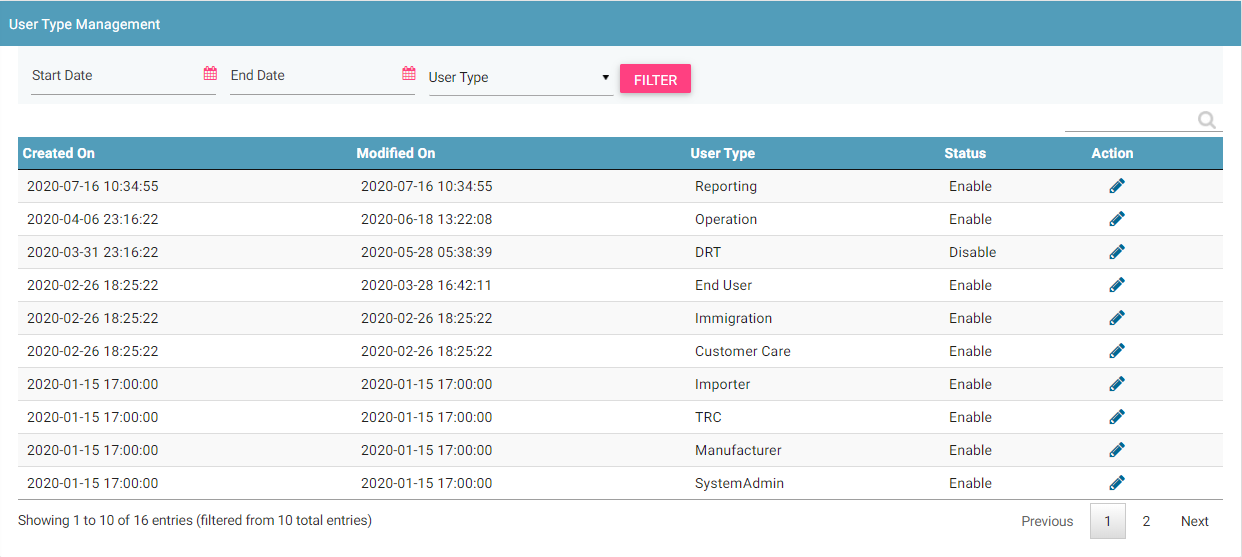 User Type Management
Start Date End Date User Type FILTER
Created On Modified On User Type Status Action
2020-07-16 10:34:55 2020-07-16 10:34:55 Reporting Enable
2020-04-06 23:16:22 2020-06-18 13:22:08 Operation Enable
2020-03-31 23:16:22 2020-05-28 05:38:39 DRT Disable
2020-02-26 18:25:22 2020-03-28 16:42:11 End User Enable
2020-02-26 18:25:22 2020-02-26 18:25:22 Immigration Enable
2020-02-26 18:25:22 2020-02-26 18:25:22 Customer Care Enable
2020-01-15 17:00:00 2020-01-15 17:00:00 Importer Enable
2020-01-15 17:00:00 2020-01-15 17:00:00 TRC Enable
2020-01-15 17:00:00 2020-01-15 17:00:00 Manufacturer Enable
2020-01-15 17:00:00 2020-01-15 17:00:00 SystemAdmin Enable
Showing 1 to 10 of 16 entries (filtered from 10 total entries) Previous 1 2 Next